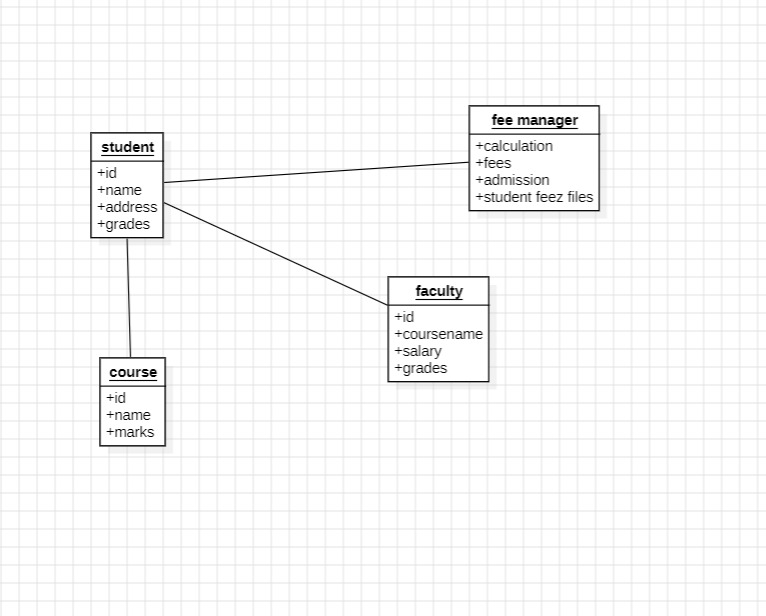 student
+id
+name
+address
+grades
fee manager
+calculation
+fees
+admission
+student feez files
faculty
+id
+coursename
+salary
+grades
course
+id
+name
+marks